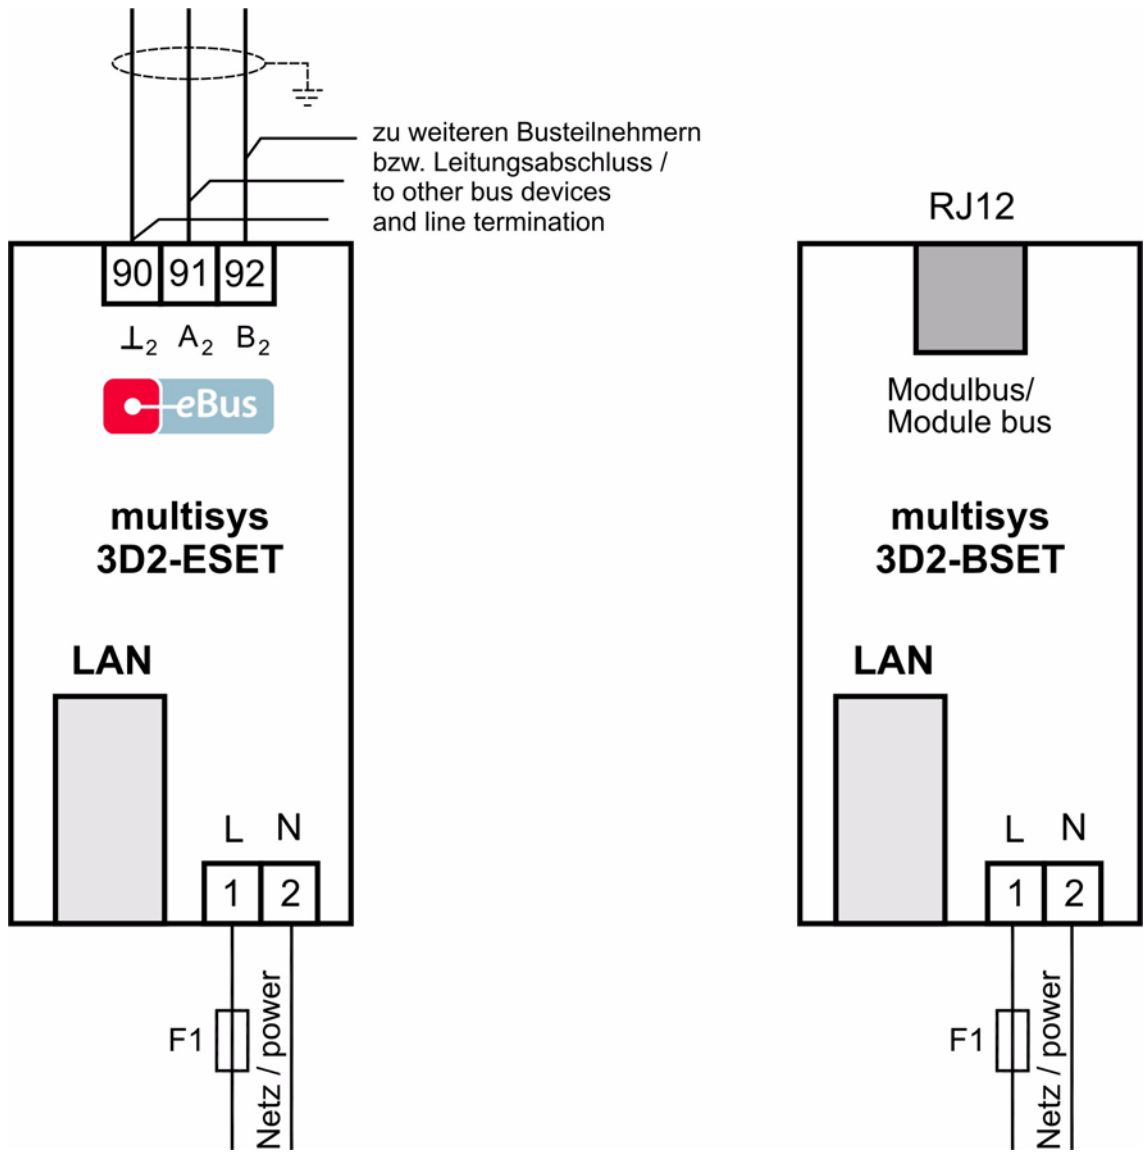 zu weiteren Busteilnehmern
bzw. Leitungsabschluss /
to other bus devices
and line termination
90 91 92
⊥2 A2 B2
eBus
multisys
3D2-ESET
LAN
L N
1 2
F1
Netz / power
RJ12
Modulbus/
Module bus
multisys
3D2-BSET
LAN
L N
1 2
F1
Netz / power